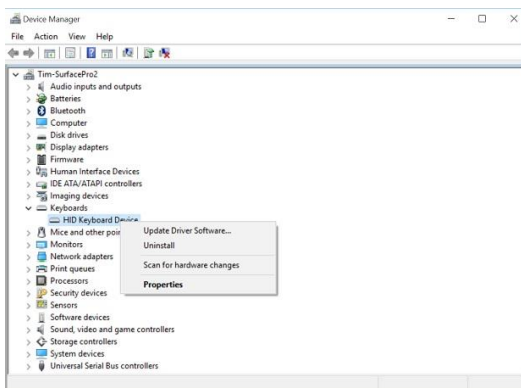 Device Manager
File Action View Help
Tim-SurfacePro2
Audio inputs and outputs
Batteries
Bluetooth
Computer
Disk drives
Display adapters
Firmware
Human Interface Devices
IDE ATA/ATAPI controllers
Imaging devices
Keyboards
HID Keyboard Device
Mice and other poin
Monitors
Network adapters
Print queues
Processors
Security devices
Sensors
Software devices
Sound, video and game controllers
Storage controllers
System devices
Universal Serial Bus controllers
Update Driver Software...
Uninstall
Scan for hardware changes
Properties